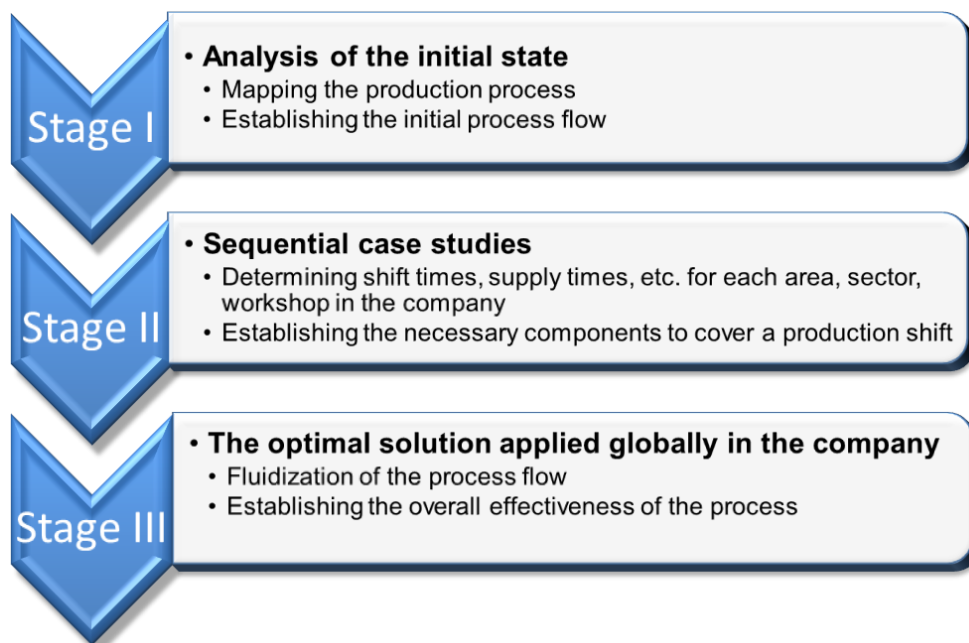 Stage I
• Analysis of the initial state
• Mapping the production process
• Establishing the initial process flow
Stage II
• Sequential case studies
• Determining shift times, supply times, etc. for each area, sector,
workshop in the company
• Establishing the necessary components to cover a production shift
Stage III
• The optimal solution applied globally in the company
• Fluidization of the process flow
• Establishing the overall effectiveness of the process